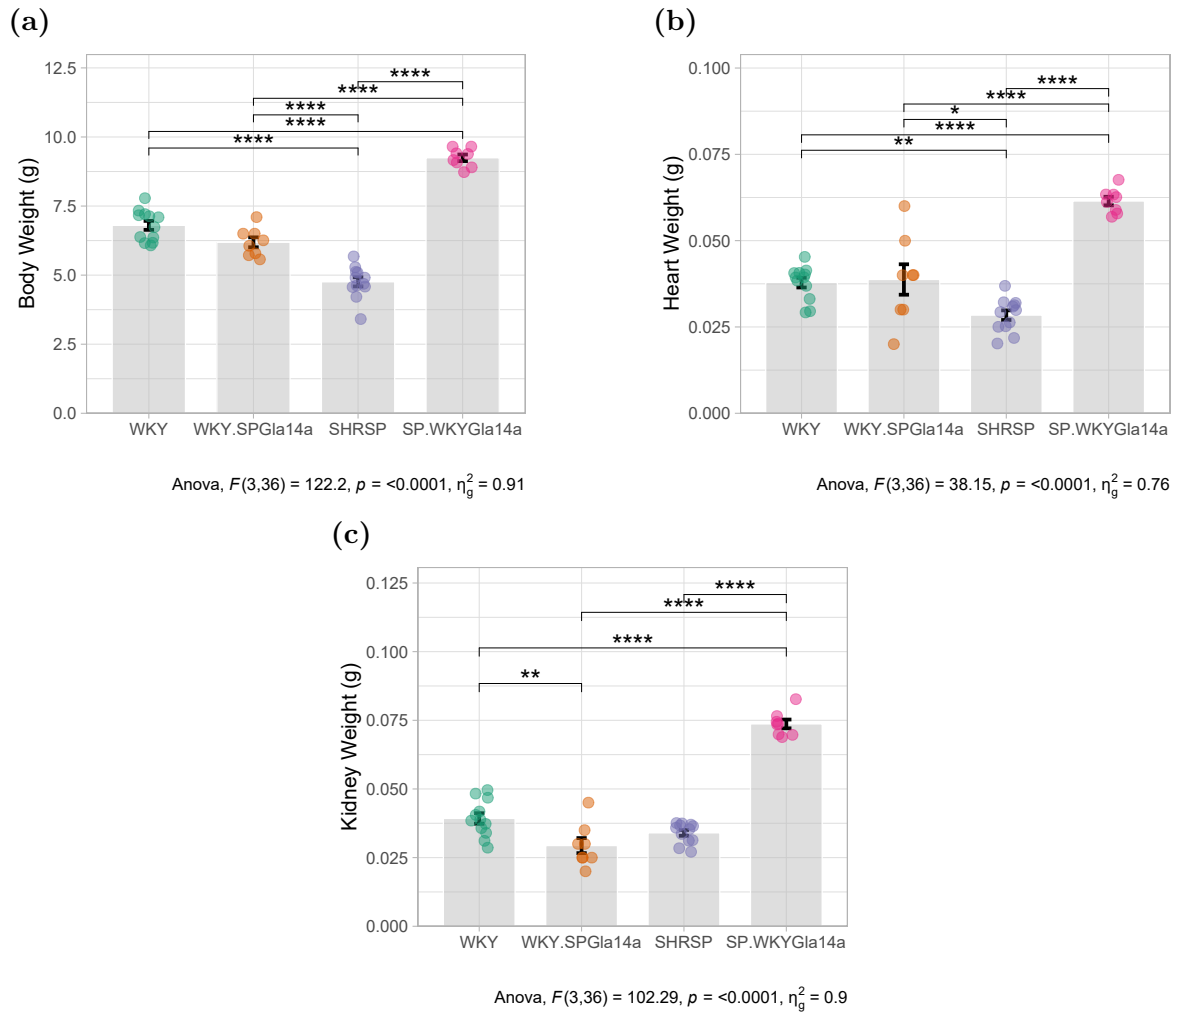 (a)
Body Weight (g)
12.5
10.0
7.5
5.0
2.5
0.0
****
****
****
****
****
WKY WKY.SPGla14a SHRSP SP.WKYGla14a
Anova, F(3,36) = 122.2, p = <0.0001, η²g = 0.91
(b)
Heart Weight (g)
0.100
0.075
0.050
0.025
0.000
****
****
*
****
**
WKY WKY.SPGla14a SHRSP SP.WKYGla14a
Anova, F(3,36) = 38.15, p = <0.0001, η²g = 0.76
(c)
Kidney Weight (g)
0.125
0.100
0.075
0.050
0.025
0.000
****
****
****
**
WKY WKY.SPGla14a SHRSP SP.WKYGla14a
Anova, F(3,36) = 102.29, p = <0.0001, η²g = 0.9